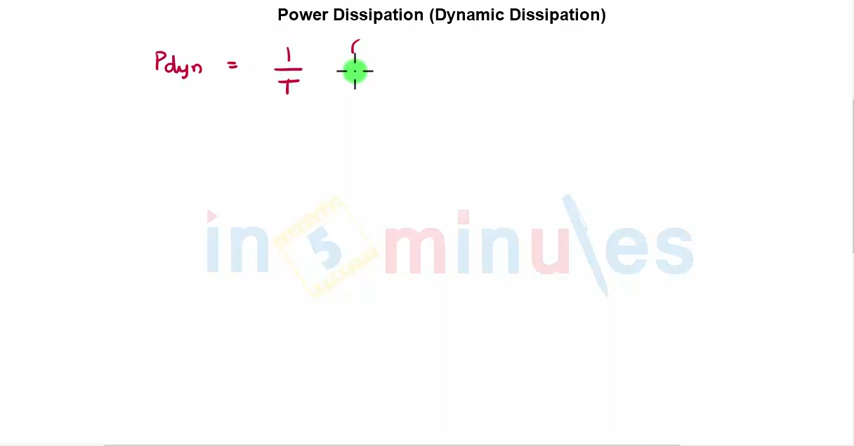 Power Dissipation (Dynamic Dissipation)
Pdyn = 1/T ∫
in 5 minutes